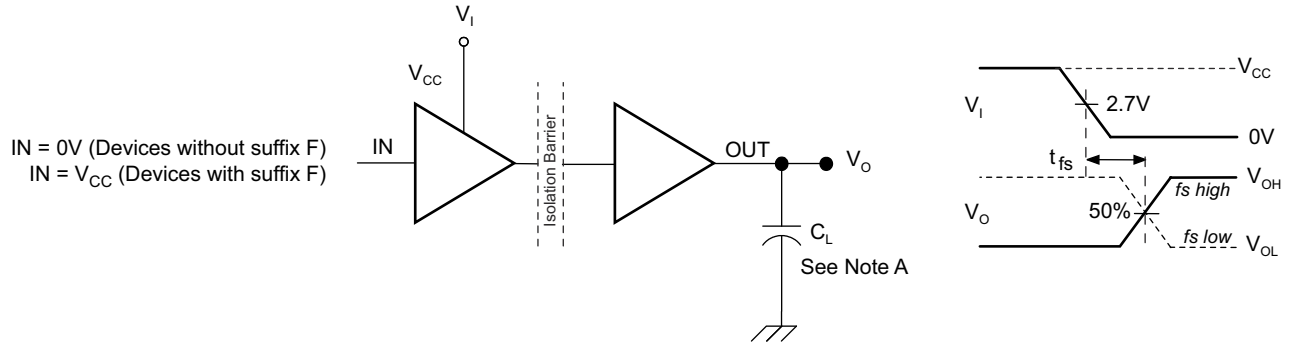 V_I
V_CC
IN = 0V (Devices without suffix F)
IN = V_CC (Devices with suffix F)
IN
Isolation Barrier
OUT
V_O
C_L
See Note A
V_I
V_CC
2.7V
0V
t_fs
V_O
50%
fs high
V_OH
fs low
V_OL